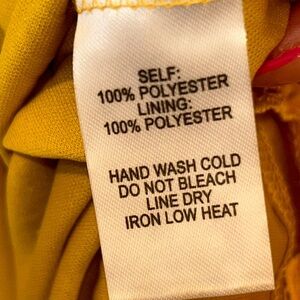 SELF:
100% POLYESTER
LINING:
100% POLYESTER
HAND WASH COLD
DO NOT BLEACH
LINE DRY
IRON LOW HEAT